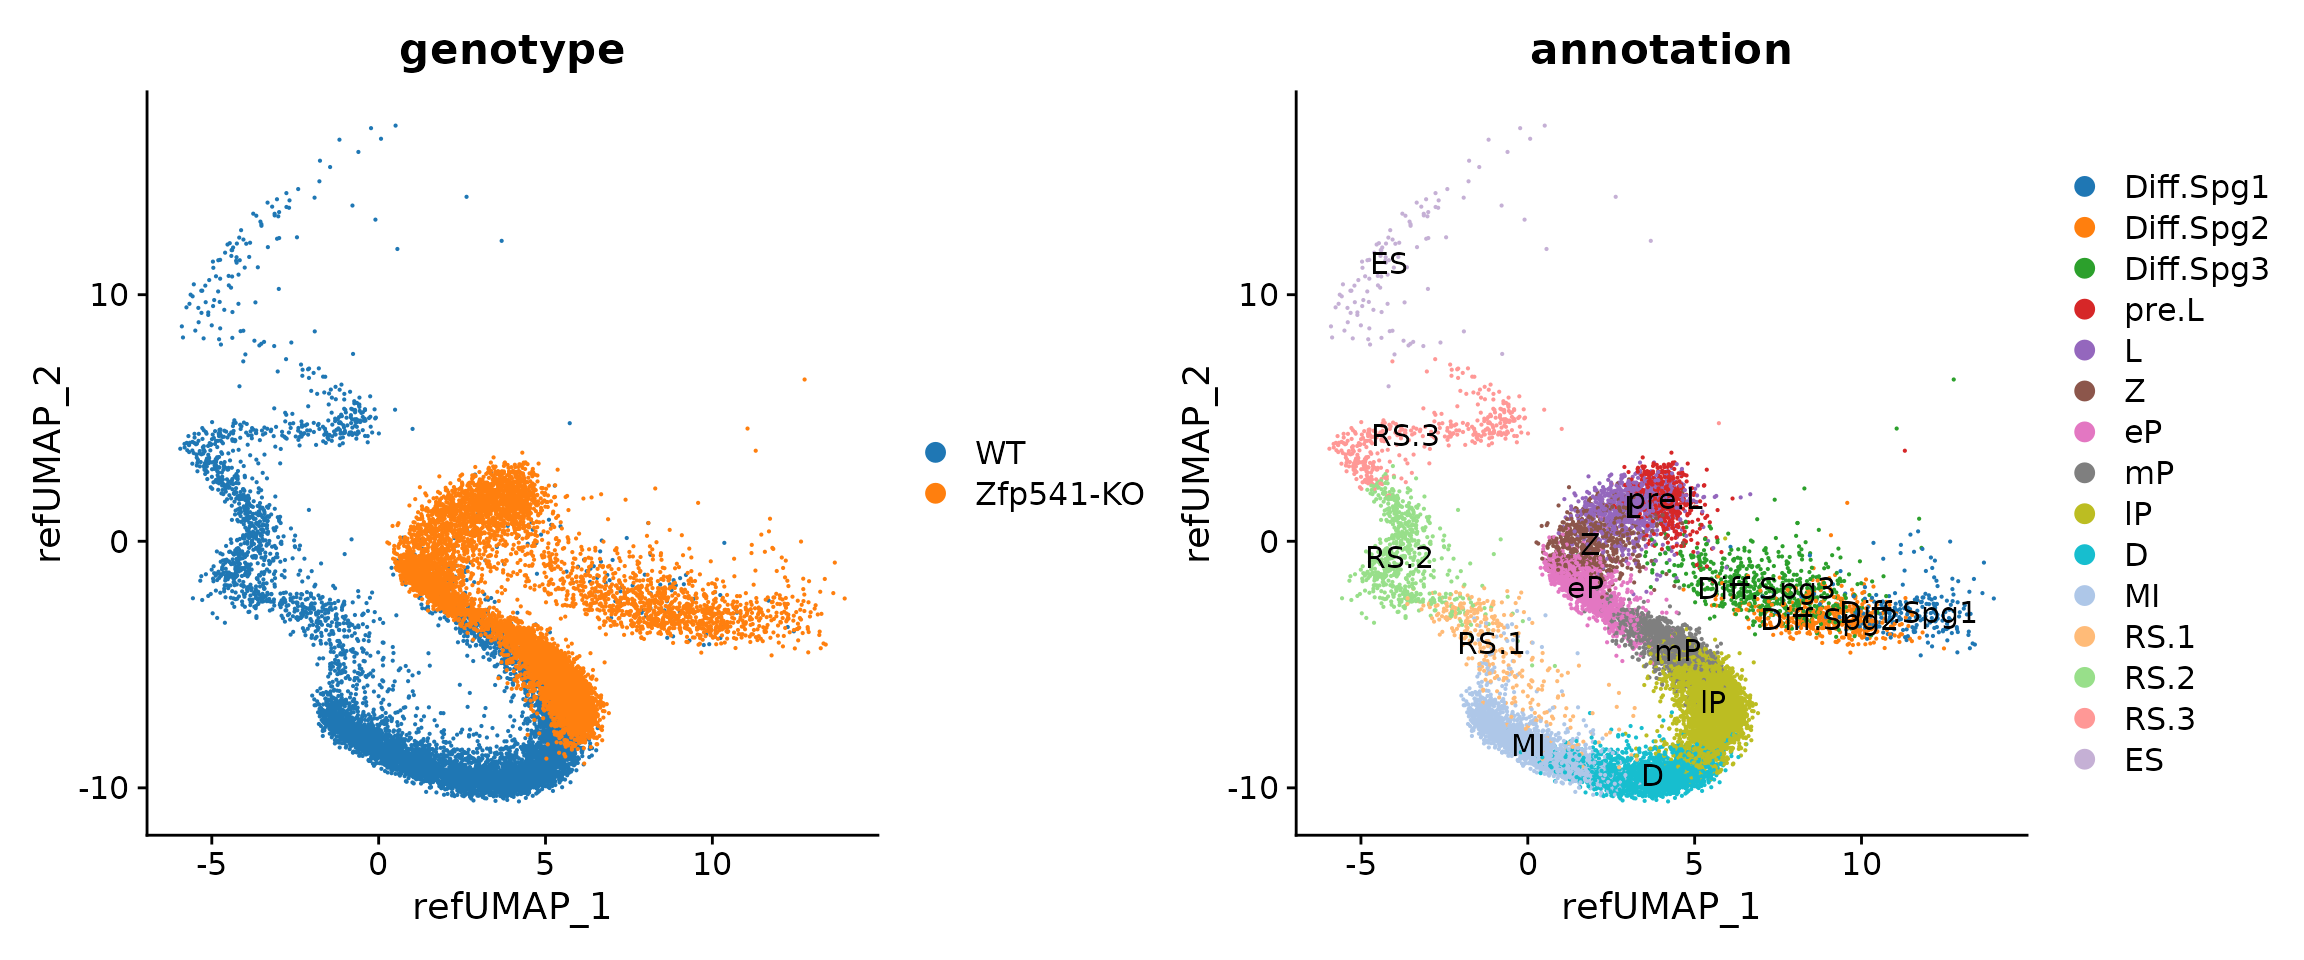 genotype
refUMAP_2
10
0
-10
-5
0
5
10
refUMAP_1
WT
Zfp541-KO
annotation
refUMAP_2
10
0
-10
-5
0
5
10
refUMAP_1
ES
RS.3
RS.2
RS.1
pre.L
L
Z
eP
mP
lP
D
MI
Diff.Spg3
Diff.Spg2
Diff.Spg1
Diff.Spg1
Diff.Spg2
Diff.Spg3
pre.L
L
Z
eP
mP
lP
D
MI
RS.1
RS.2
RS.3
ES